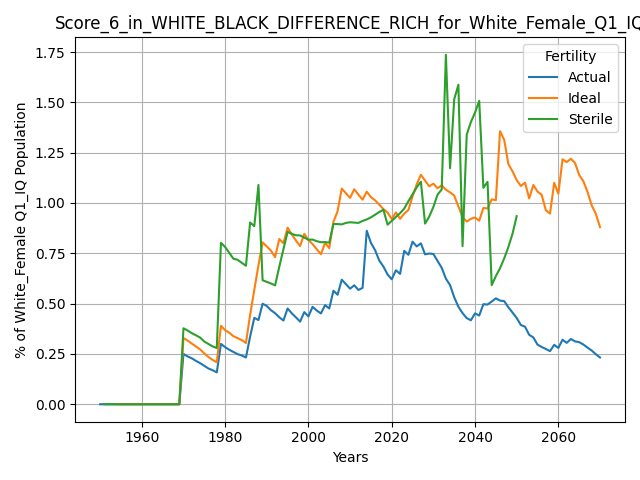 Score_6_in_WHITE_BLACK_DIFFERENCE_RICH_for_White_Female_Q1_IQ
Fertility
Actual
Ideal
Sterile
% of White_Female Q1_IQ Population
1.75
1.50
1.25
1.00
0.75
0.50
0.25
0.00
1960 1980 2000 2020 2040 2060
Years